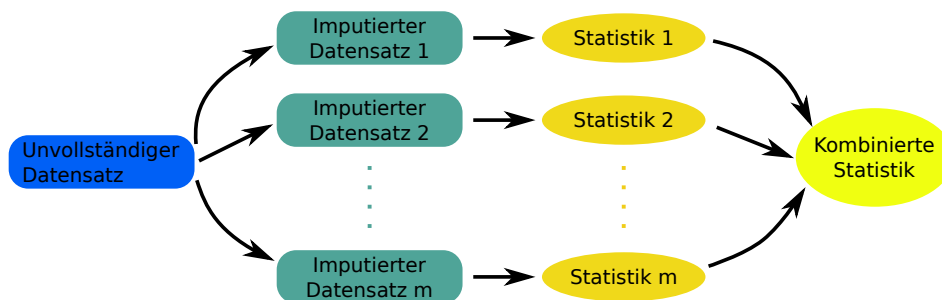 Imputierter
Datensatz 1
Statistik 1
Imputierter
Datensatz 2
Statistik 2
Unvollständiger
Datensatz
Kombinierte
Statistik
Imputierter
Datensatz m
Statistik m